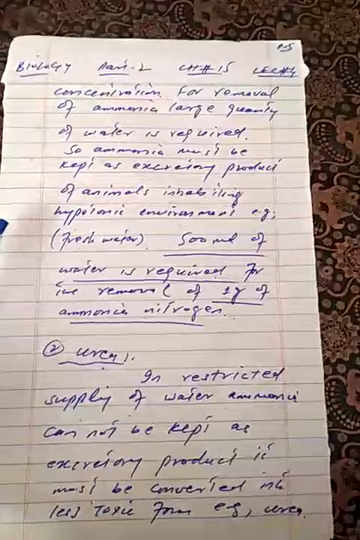 P-5
Biology Part-2 CH#15 LEC#4
concentration. For removal
of ammonia large quantity
of water is required.
So ammonia must be
kept as excretory product
of animals inhabiting
hypotonic environment e.g;
(fresh water). 500 ml of
water is required for
the removal of 1g of
ammonia nitrogen.
② Urea:
In restricted
supply of water ammonia
can not be kept as
excretory product it
must be converted into
less toxic form e.g, urea.